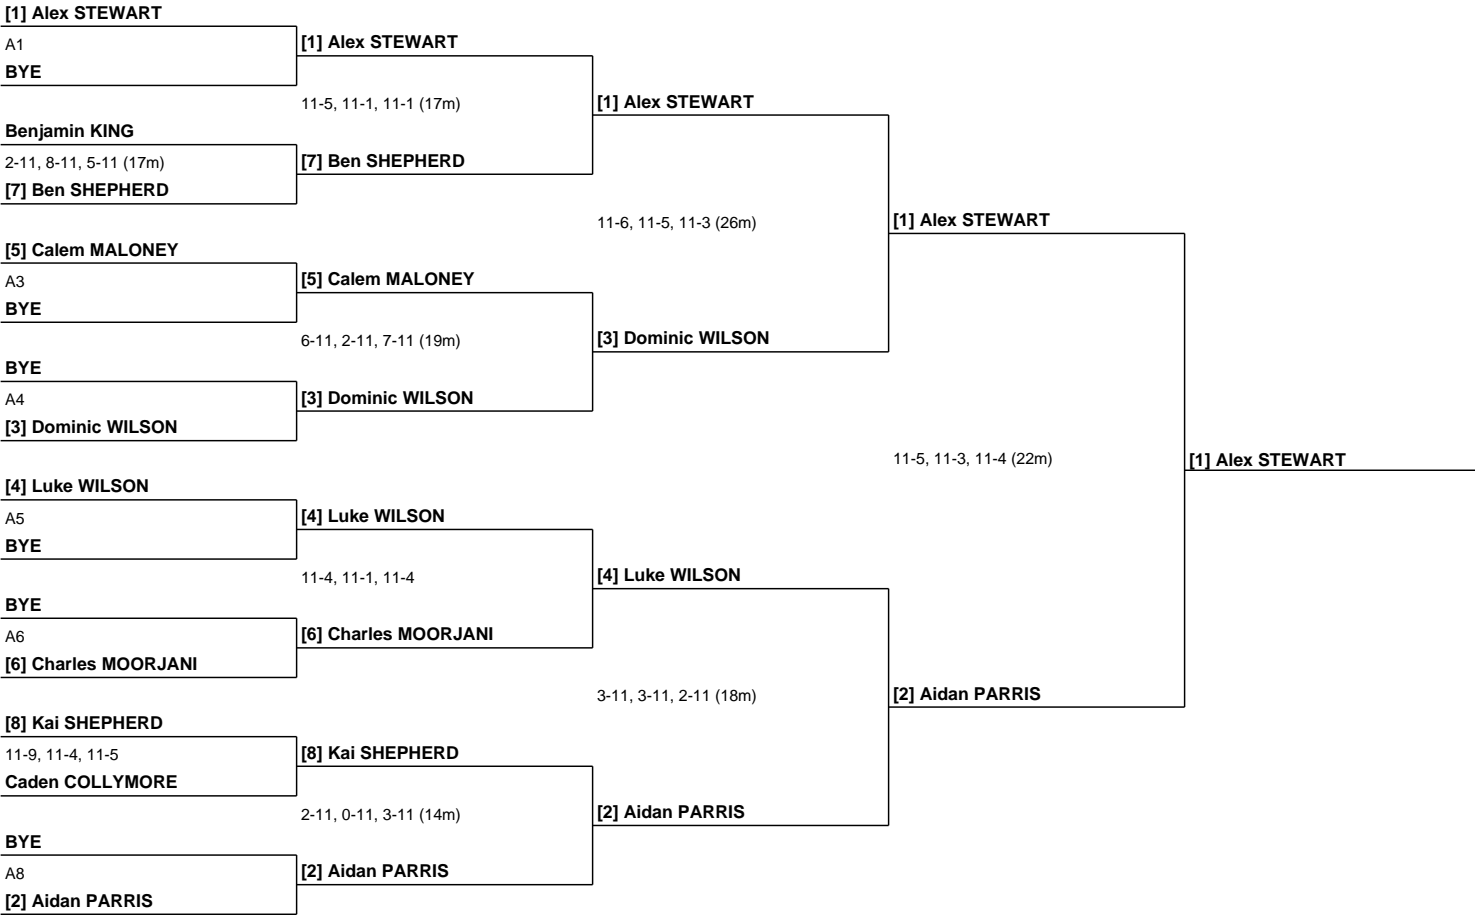 [1] Alex STEWART
A1
BYE
Benjamin KING
2-11, 8-11, 5-11 (17m)
[7] Ben SHEPHERD
[5] Calem MALONEY
A3
BYE
BYE
A4
[3] Dominic WILSON
[4] Luke WILSON
A5
BYE
BYE
A6
[6] Charles MOORJANI
[8] Kai SHEPHERD
11-9, 11-4, 11-5
Caden COLLYMORE
BYE
A8
[2] Aidan PARRIS
[1] Alex STEWART
11-5, 11-1, 11-1 (17m)
[7] Ben SHEPHERD
[5] Calem MALONEY
6-11, 2-11, 7-11 (19m)
[3] Dominic WILSON
[4] Luke WILSON
11-4, 11-1, 11-4
[6] Charles MOORJANI
[8] Kai SHEPHERD
2-11, 0-11, 3-11 (14m)
[2] Aidan PARRIS
[1] Alex STEWART
11-6, 11-5, 11-3 (26m)
[3] Dominic WILSON
[4] Luke WILSON
3-11, 3-11, 2-11 (18m)
[2] Aidan PARRIS
[1] Alex STEWART
11-5, 11-3, 11-4 (22m)
[2] Aidan PARRIS
[1] Alex STEWART